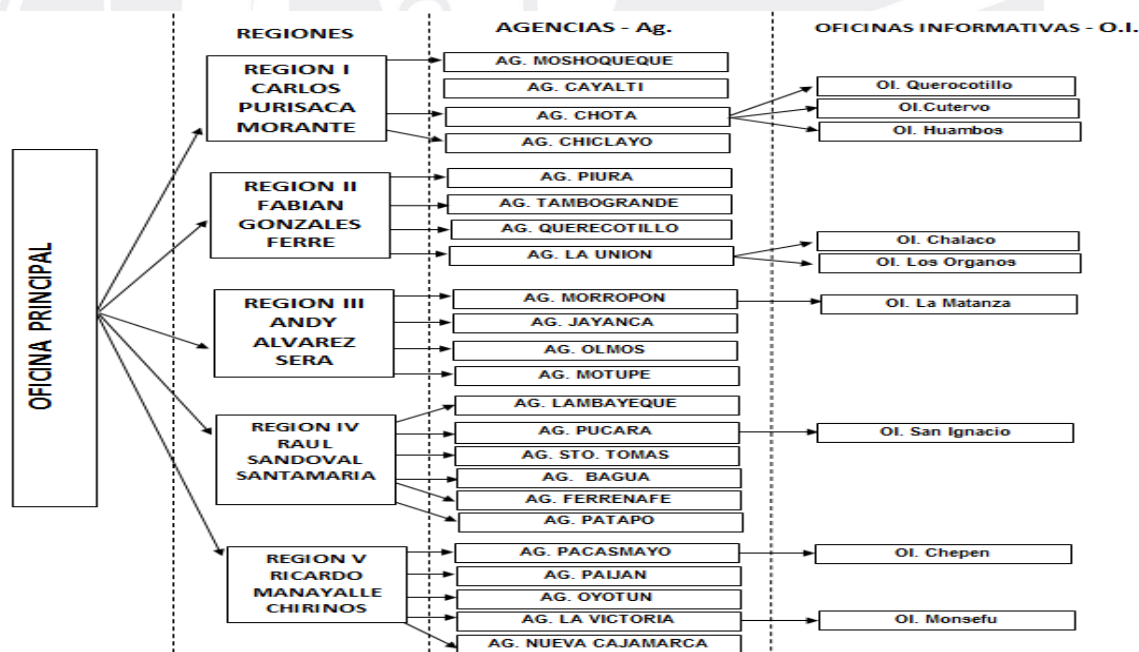 REGIONES
AGENCIAS - Ag.
OFICINAS INFORMATIVAS - O.I.
OFICINA PRINCIPAL
REGION I
CARLOS
PURISACA
MORANTE
AG. MOSHOQUEQUE
AG. CAYALTI
AG. CHOTA
AG. CHICLAYO
OI. Querocotillo
OI.Cutervo
OI. Huambos
REGION II
FABIAN
GONZALES
FERRE
AG. PIURA
AG. TAMBOGRANDE
AG. QUERECOTILLO
AG. LA UNION
OI. Chalaco
OI. Los Organos
REGION III
ANDY
ALVAREZ
SERA
AG. MORROPON
AG. JAYANCA
AG. OLMOS
AG. MOTUPE
OI. La Matanza
REGION IV
RAUL
SANDOVAL
SANTAMARIA
AG. LAMBAYEQUE
AG. PUCARA
AG. STO. TOMAS
AG. BAGUA
AG. FERRENAFE
AG. PATAPO
OI. San Ignacio
REGION V
RICARDO
MANAYALLE
CHIRINOS
AG. PACASMAYO
AG. PAIJAN
AG. OYOTUN
AG. LA VICTORIA
AG. NUEVA CAJAMARCA
OI. Chepen
OI. Monsefu